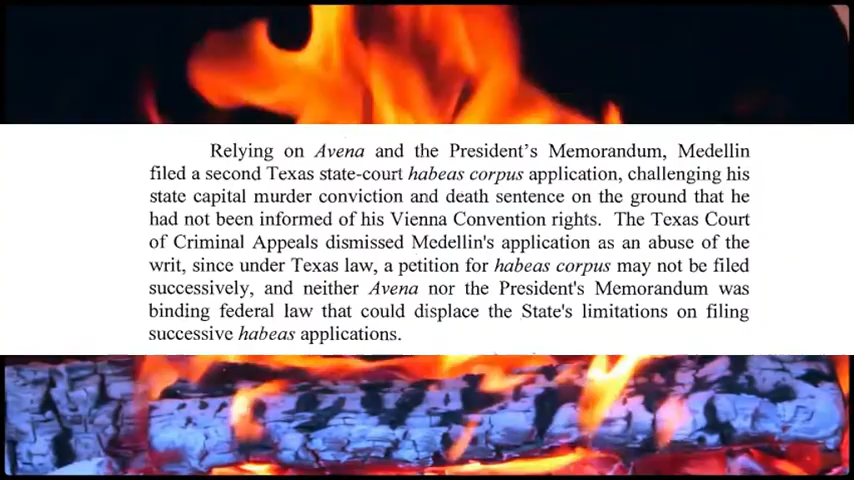 Relying on Avena and the President's Memorandum, Medellin
filed a second Texas state-court habeas corpus application, challenging his
state capital murder conviction and death sentence on the ground that he
had not been informed of his Vienna Convention rights. The Texas Court
of Criminal Appeals dismissed Medellin's application as an abuse of the
writ, since under Texas law, a petition for habeas corpus may not be filed
successively, and neither Avena nor the President's Memorandum was
binding federal law that could displace the State's limitations on filing
successive habeas applications.